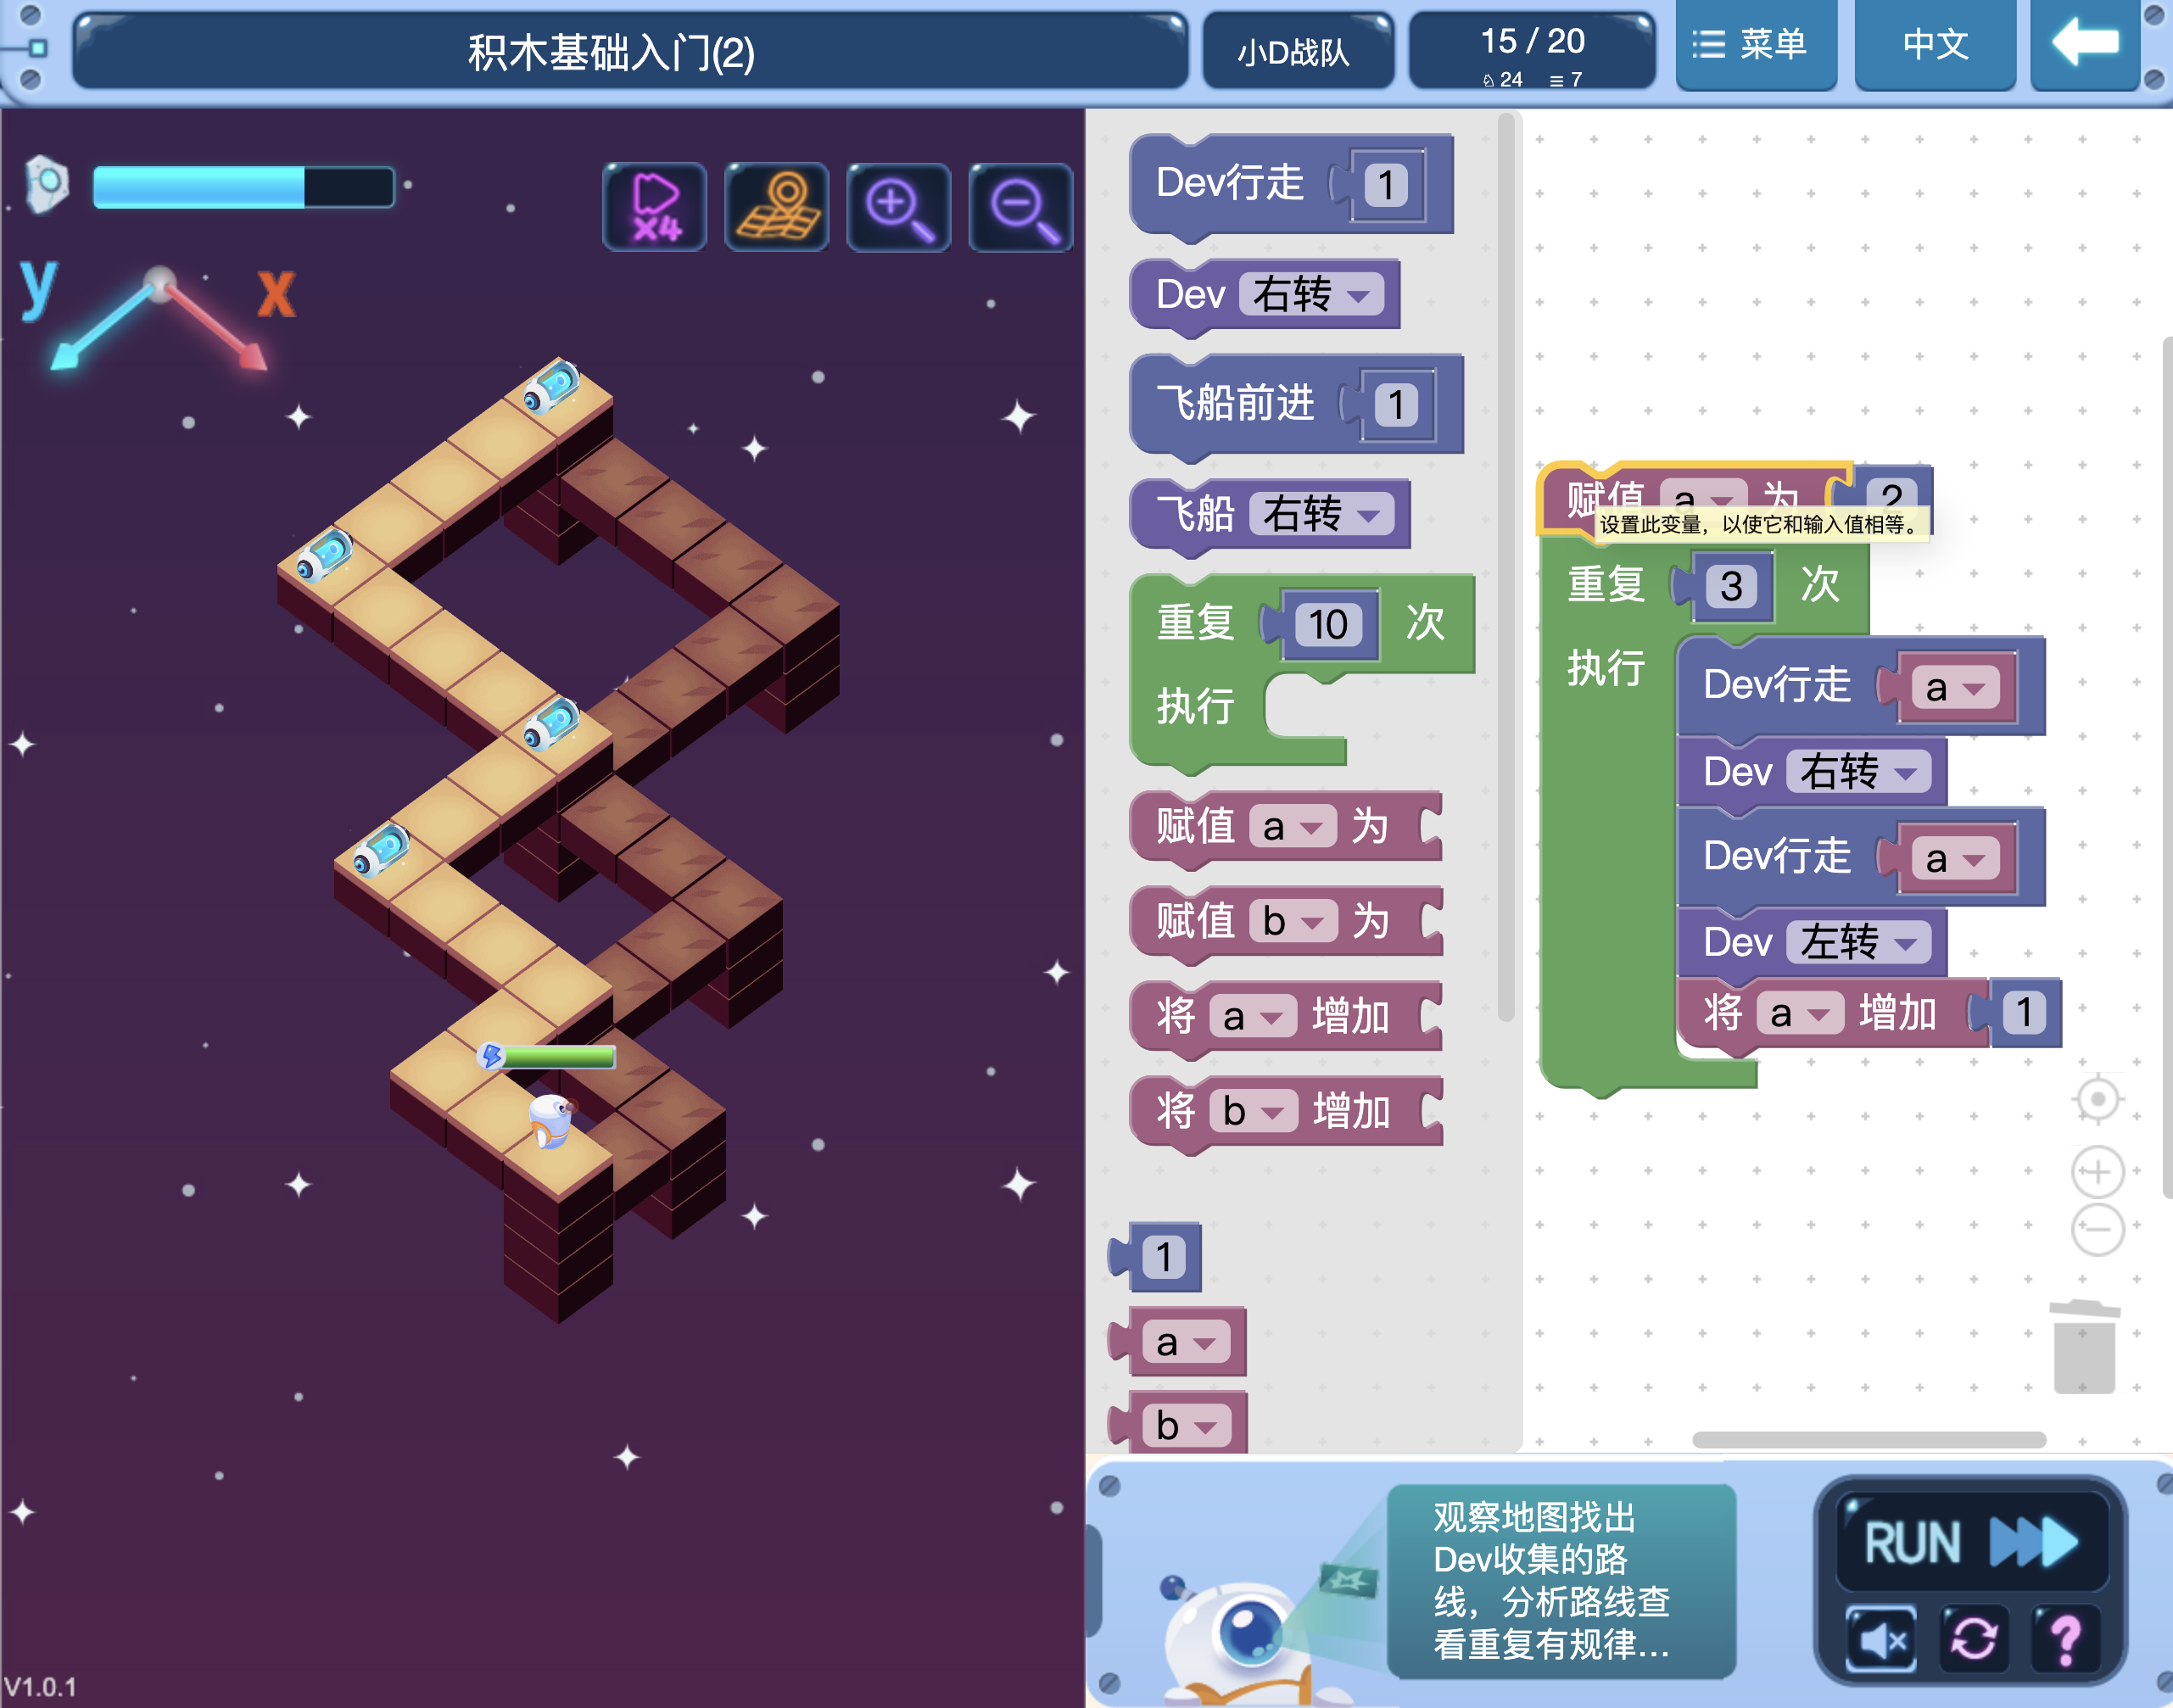 积木基础入门(2)
小D战队
15 / 20
24
7
菜单
中文
y
x
X4
Dev行走 1
Dev 右转
飞船前进 1
飞船 右转
重复 10 次
执行
赋值 a 为
赋值 b 为
将 a 增加
将 b 增加
1
a
b
赋值 a 为 2
设置此变量，以使它和输入值相等。
重复 3 次
执行
Dev行走 a
Dev 右转
Dev行走 a
Dev 左转
将 a 增加 1
观察地图找出
Dev收集的路
线，分析路线查
看重复有规律...
RUN
?
V1.0.1